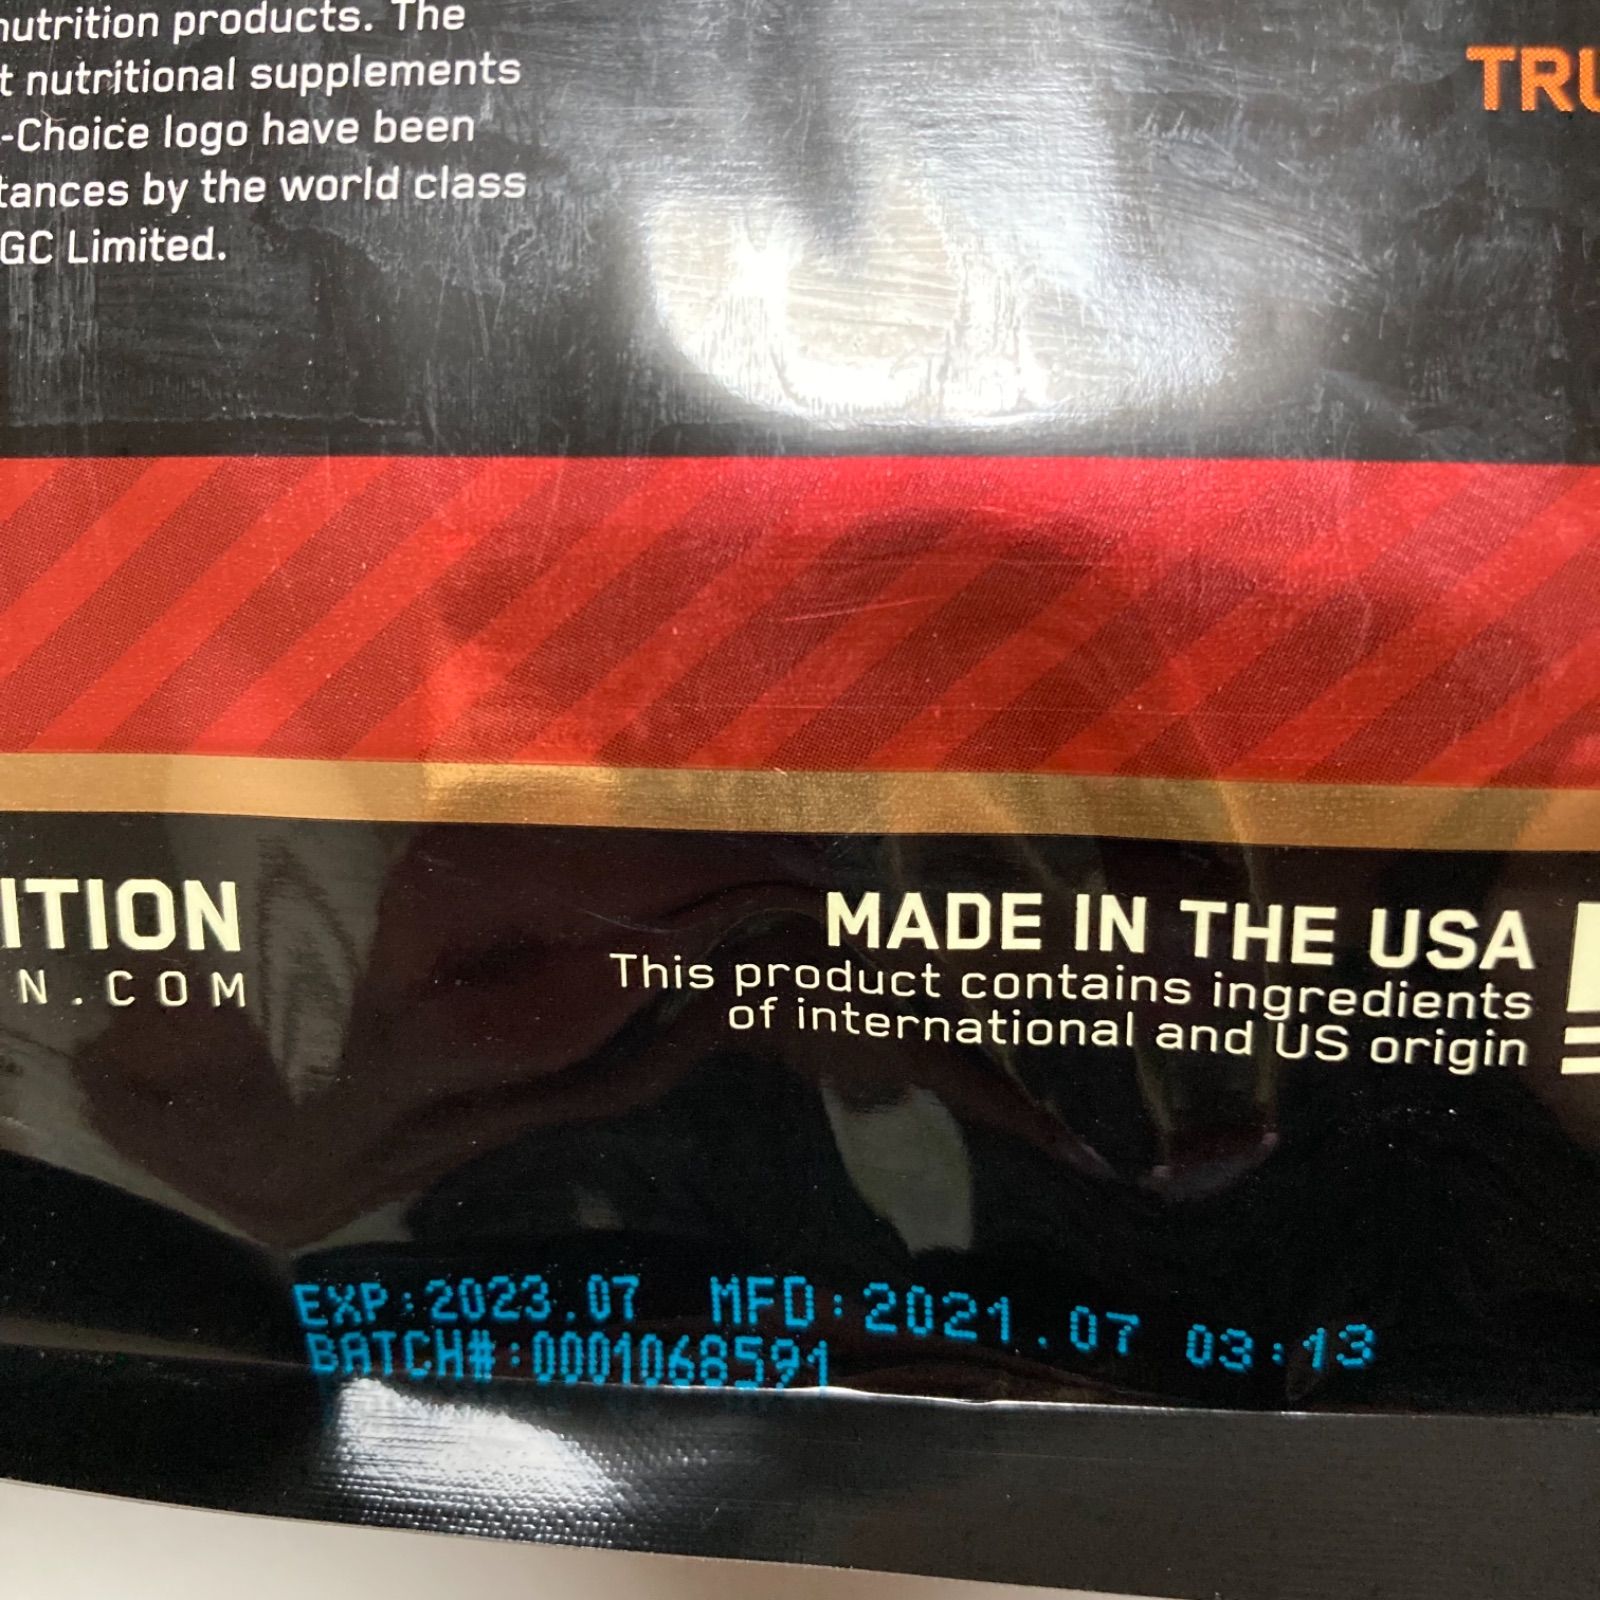 nutrition products. The
t nutritional supplements
-Choice logo have been
tances by the world class
GC Limited.
TRU
ITION
N.COM
MADE IN THE USA
This product contains ingredients
of international and US origin
EXP:2023.07 MFD:2021.07 03:13
BATCH#:0001068591